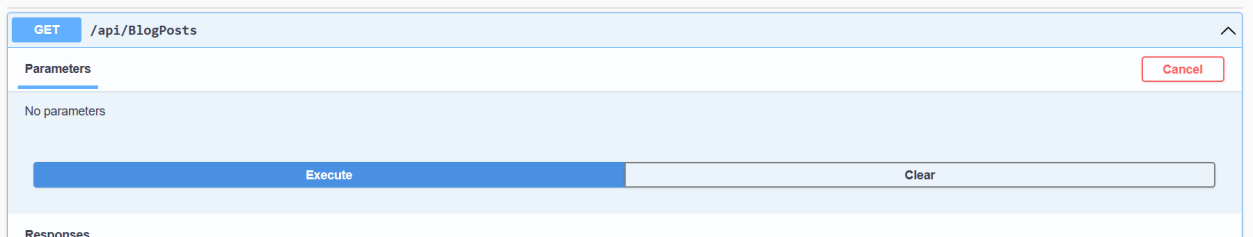 GET /api/BlogPosts
Parameters Cancel
No parameters
Execute Clear
Responses